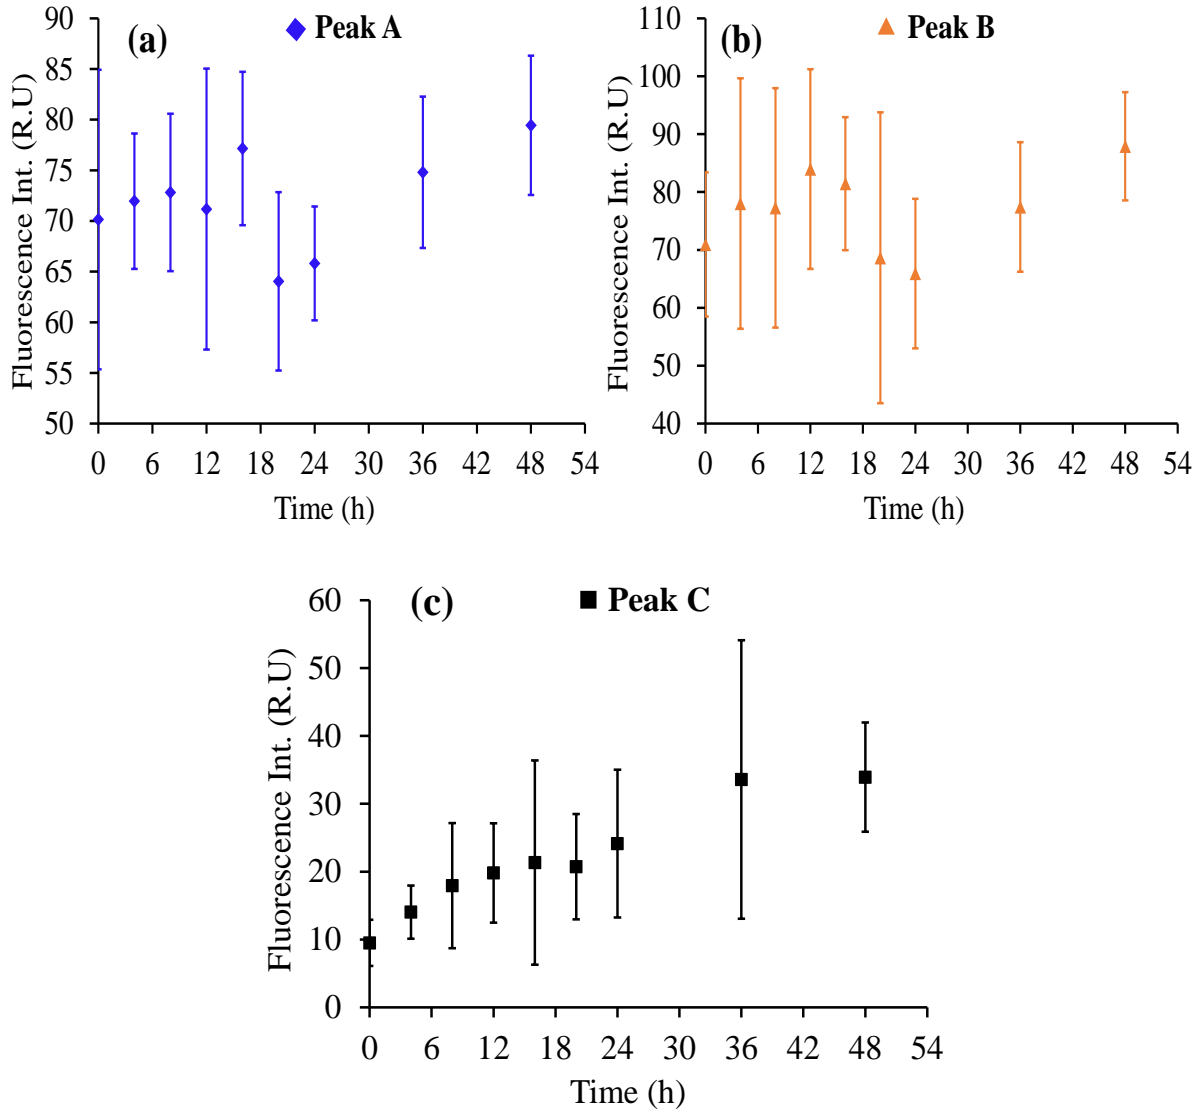 (a)
Peak A
Fluorescence Int. (R.U)
90
85
80
75
70
65
60
55
50
0 6 12 18 24 30 36 42 48 54
Time (h)
(b)
Peak B
Fluorescence Int. (R.U)
110
100
90
80
70
60
50
40
0 6 12 18 24 30 36 42 48 54
Time (h)
(c)
Peak C
Fluorescence Int. (R.U)
60
50
40
30
20
10
0
0 6 12 18 24 30 36 42 48 54
Time (h)